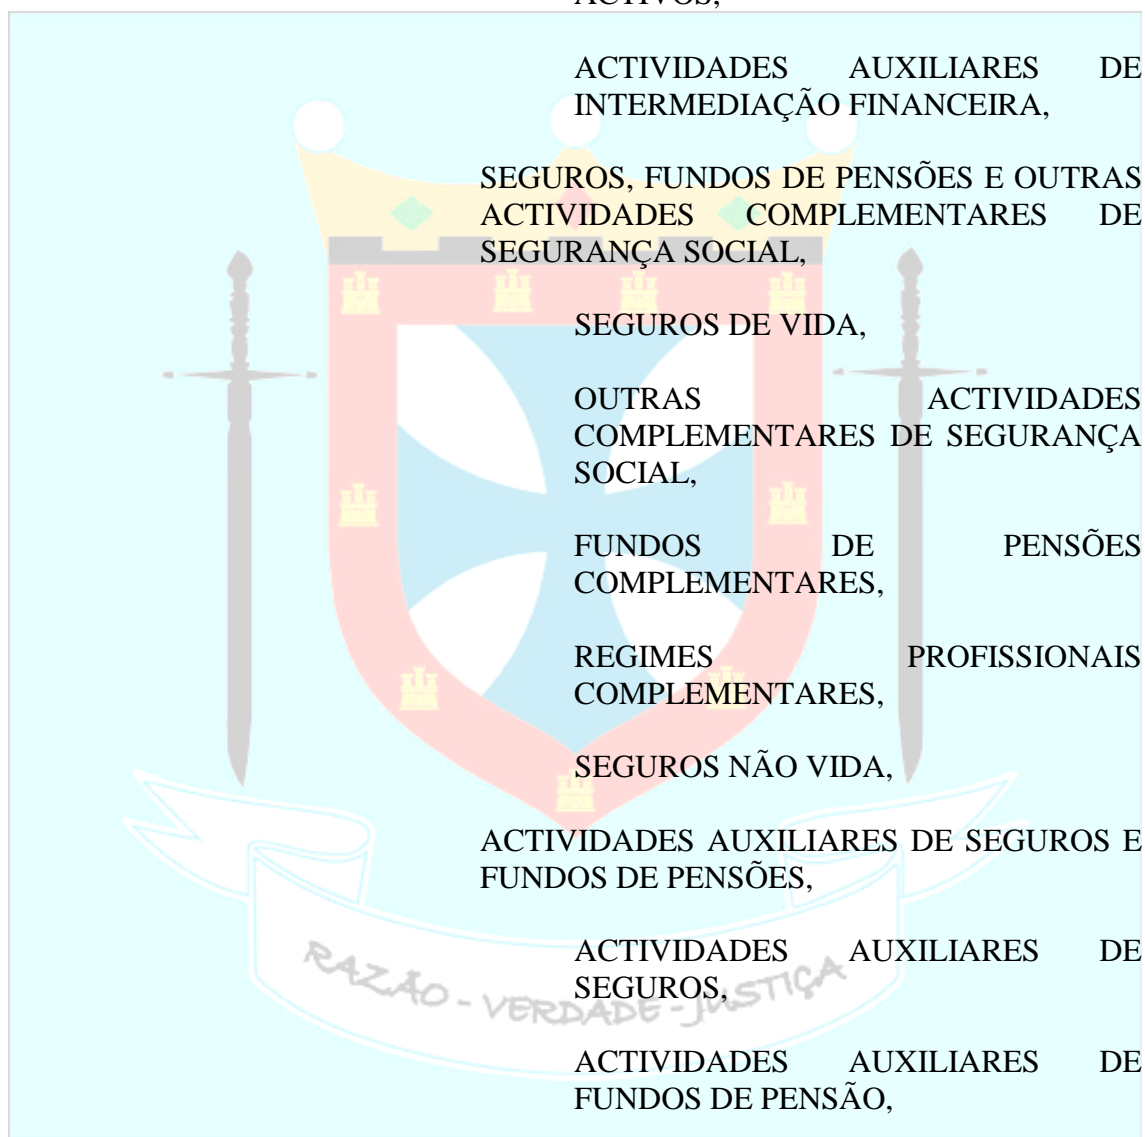 ACTIVOS,
ACTIVIDADES AUXILIARES DE
INTERMEDIAÇÃO FINANCEIRA,
SEGUROS, FUNDOS DE PENSÕES E OUTRAS
ACTIVIDADES COMPLEMENTARES DE
SEGURANÇA SOCIAL,
SEGUROS DE VIDA,
OUTRAS ACTIVIDADES
COMPLEMENTARES DE SEGURANÇA
SOCIAL,
FUNDOS DE PENSÕES
COMPLEMENTARES,
REGIMES PROFISSIONAIS
COMPLEMENTARES,
SEGUROS NÃO VIDA,
ACTIVIDADES AUXILIARES DE SEGUROS E
FUNDOS DE PENSÕES,
ACTIVIDADES AUXILIARES DE
SEGUROS,
RAZÃO - VERDADE - JUSTIÇA
ACTIVIDADES AUXILIARES DE
FUNDOS DE PENSÃO,